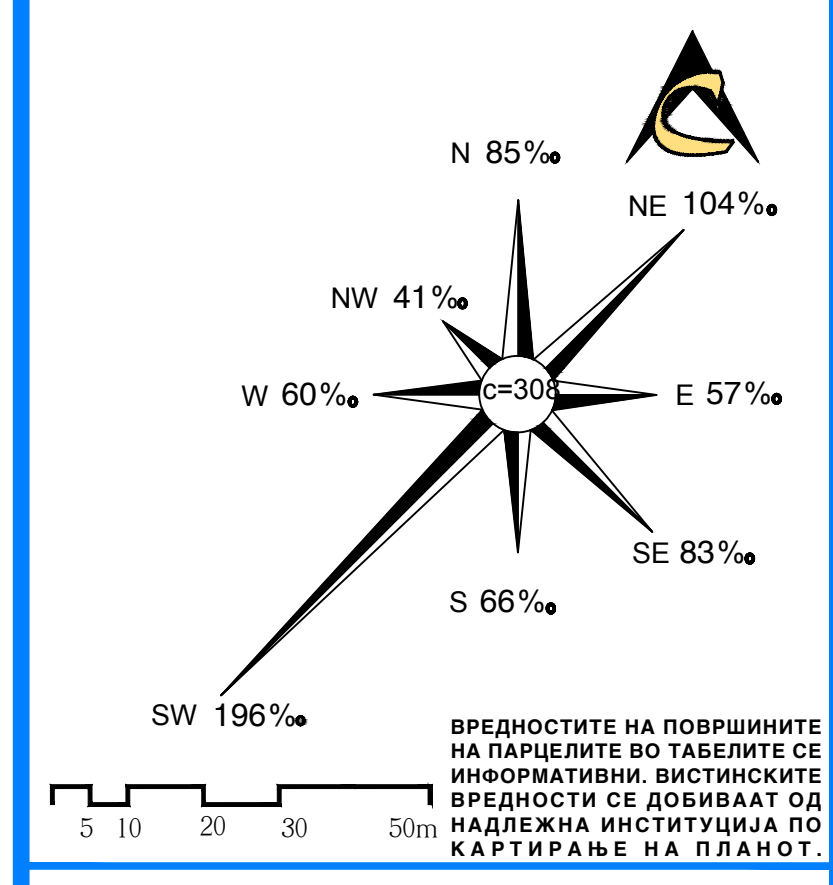 N 85‰
NE 104‰
NW 41‰
c=308
W 60‰
E 57‰
SE 83‰
S 66‰
SW 196‰
ВРЕДНОСТИТЕ НА ПОВРШИНИТЕ
НА ПАРЦЕЛИТЕ ВО ТАБЕЛИТЕ СЕ
ИНФОРМАТИВНИ. ВИСТИНСКИТЕ
ВРЕДНОСТИ СЕ ДОБИВААТ ОД
НАДЛЕЖНА ИНСТИТУЦИЈА ПО
КАРТИРАЊЕ НА ПЛАНОТ.
5 10 20 30 50m